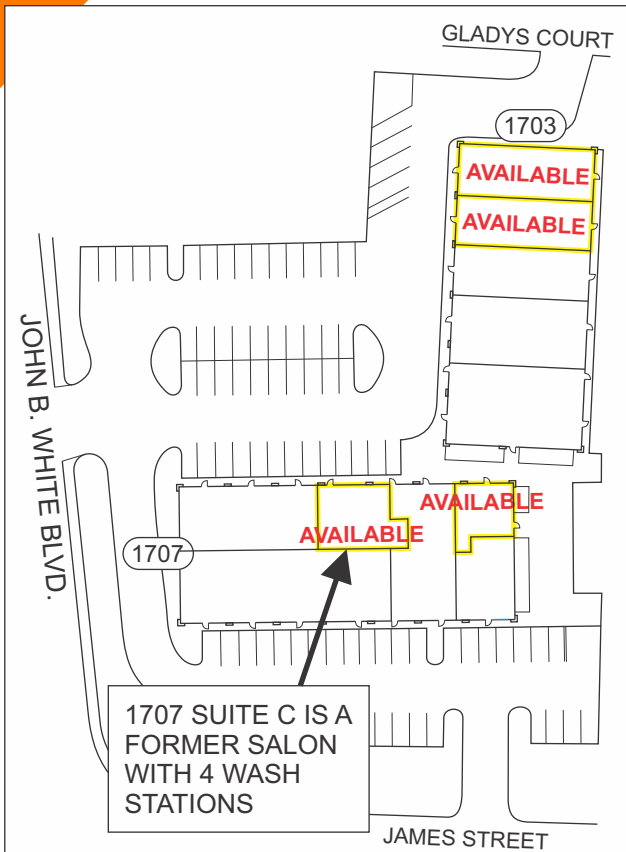 GLADYS COURT
1703
AVAILABLE
AVAILABLE
JOHN B. WHITE BLVD.
AVAILABLE
AVAILABLE
1707
1707 SUITE C IS A
FORMER SALON
WITH 4 WASH
STATIONS
JAMES STREET